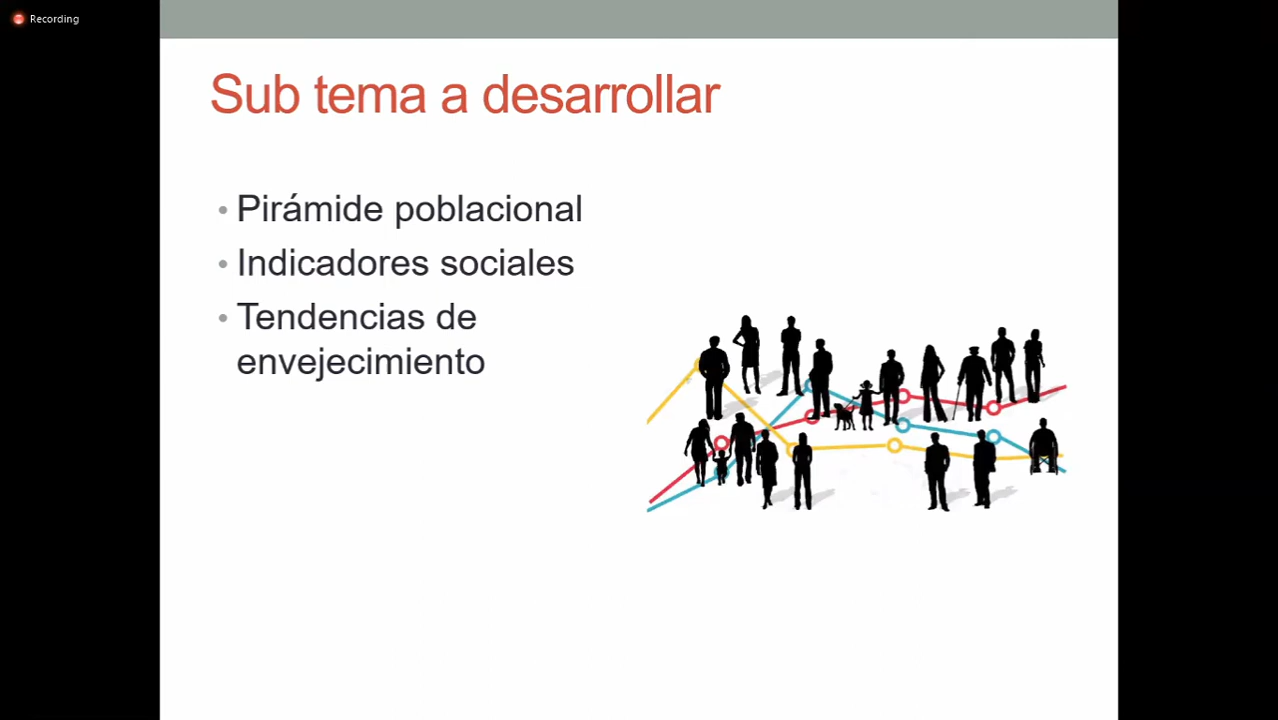 Recording
Sub tema a desarrollar
• Pirámide poblacional
• Indicadores sociales
• Tendencias de
envejecimiento